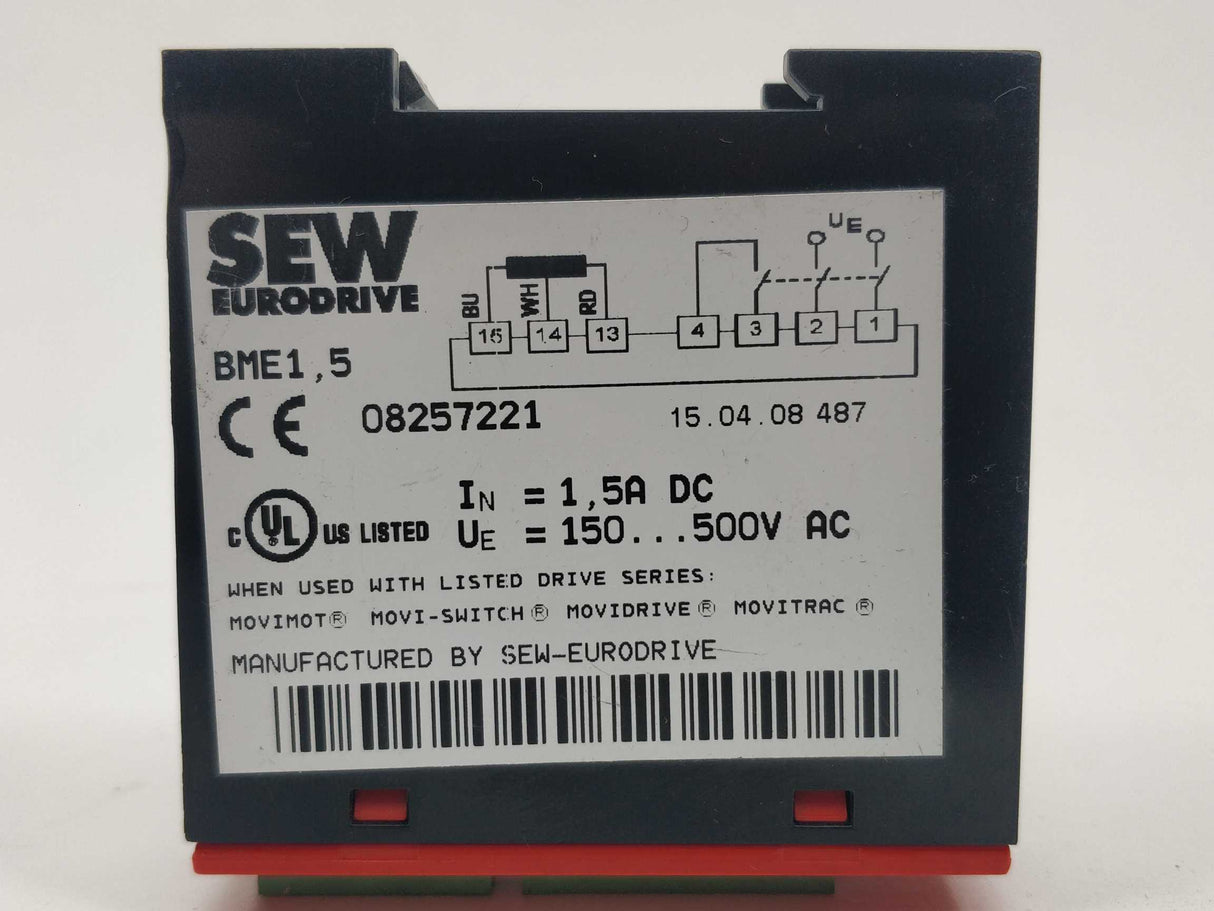 SEW
EURODRIVE
UE
BU WH RD
15 14 13 4 3 2 1
BME1,5
CE 08257221 15.04.08 487
C UL US LISTED
IN = 1,5A DC
UE = 150...500V AC
WHEN USED WITH LISTED DRIVE SERIES:
MOVIMOT® MOVI-SWITCH® MOVIDRIVE® MOVITRAC®
MANUFACTURED BY SEW-EURODRIVE